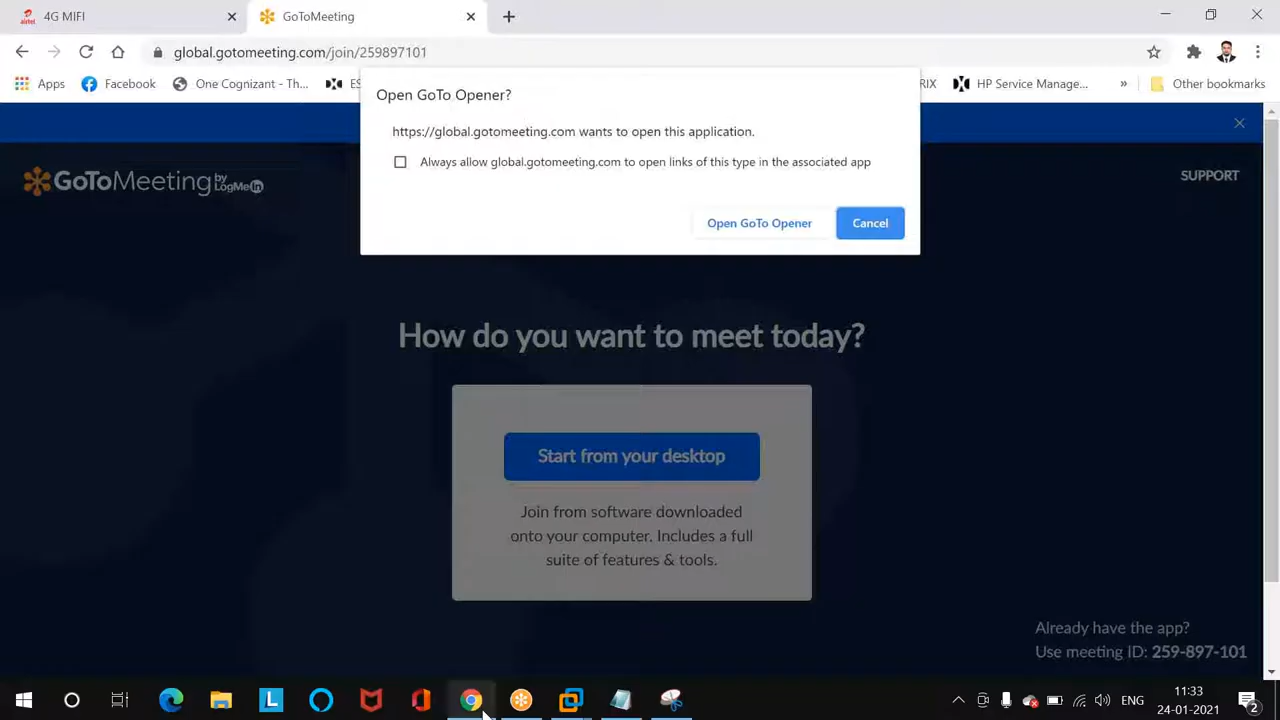 airtel
4G MIFI
GoToMeeting
global.gotomeeting.com/join/259897101
Apps
Facebook
One Cognizant - Th...
ES
RIX
HP Service Manage...
»
Other bookmarks
Open GoTo Opener?
https://global.gotomeeting.com wants to open this application.
Always allow global.gotomeeting.com to open links of this type in the associated app
Open GoTo Opener
Cancel
GoToMeeting by LogMeIn
SUPPORT
How do you want to meet today?
Start from your desktop
Join from software downloaded
onto your computer. Includes a full
suite of features & tools.
Already have the app?
Use meeting ID: 259-897-101
L
ENG
11:33
24-01-2021
2